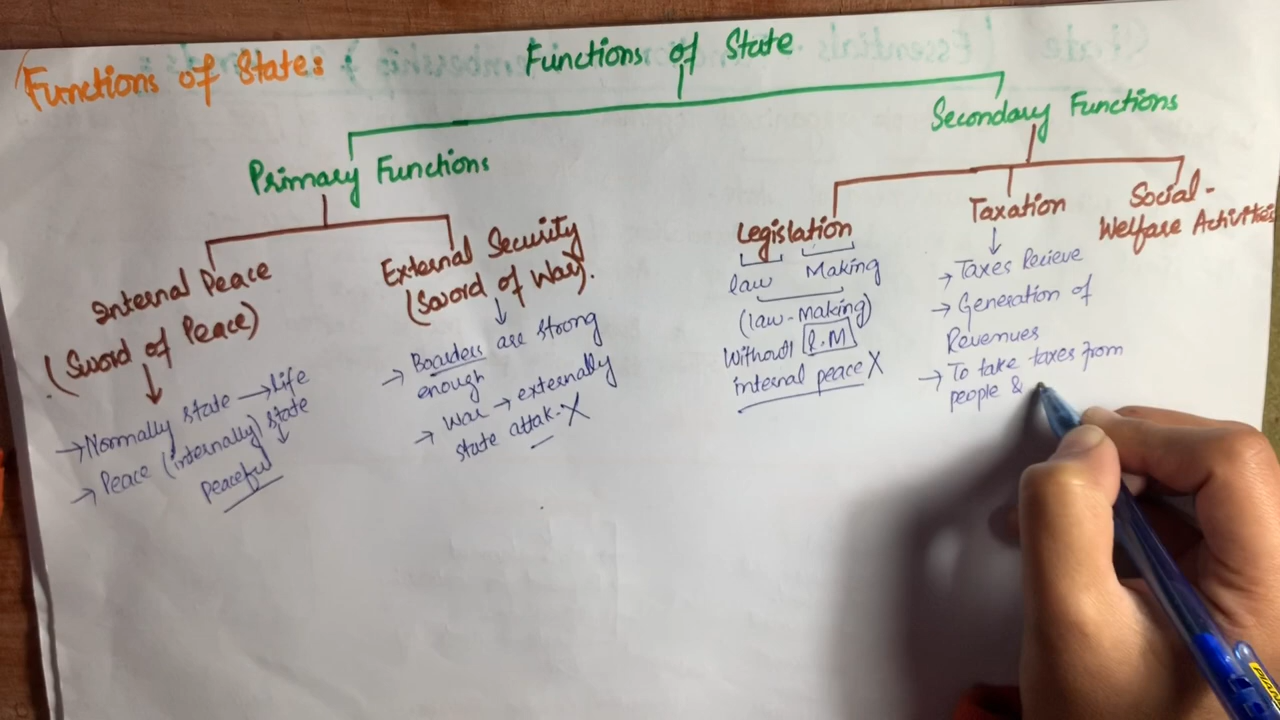 Functions of State:
Functions of State
Primary Functions
Secondary Functions
Internal Peace
(Sword of Peace)
→Normally state → Life
→ Peace (internally) state
Peaceful
External Security
(Sword of War).
→ Boarders are strong
enough
→ War → externally
state attak-X
Legislation
law Making
(law-making)
Without L.M
internal peace X
Taxation
→ Taxes Recieve
→ Generation of
Revenues
→ To take taxes from
people &
Social-
Welfare Activities